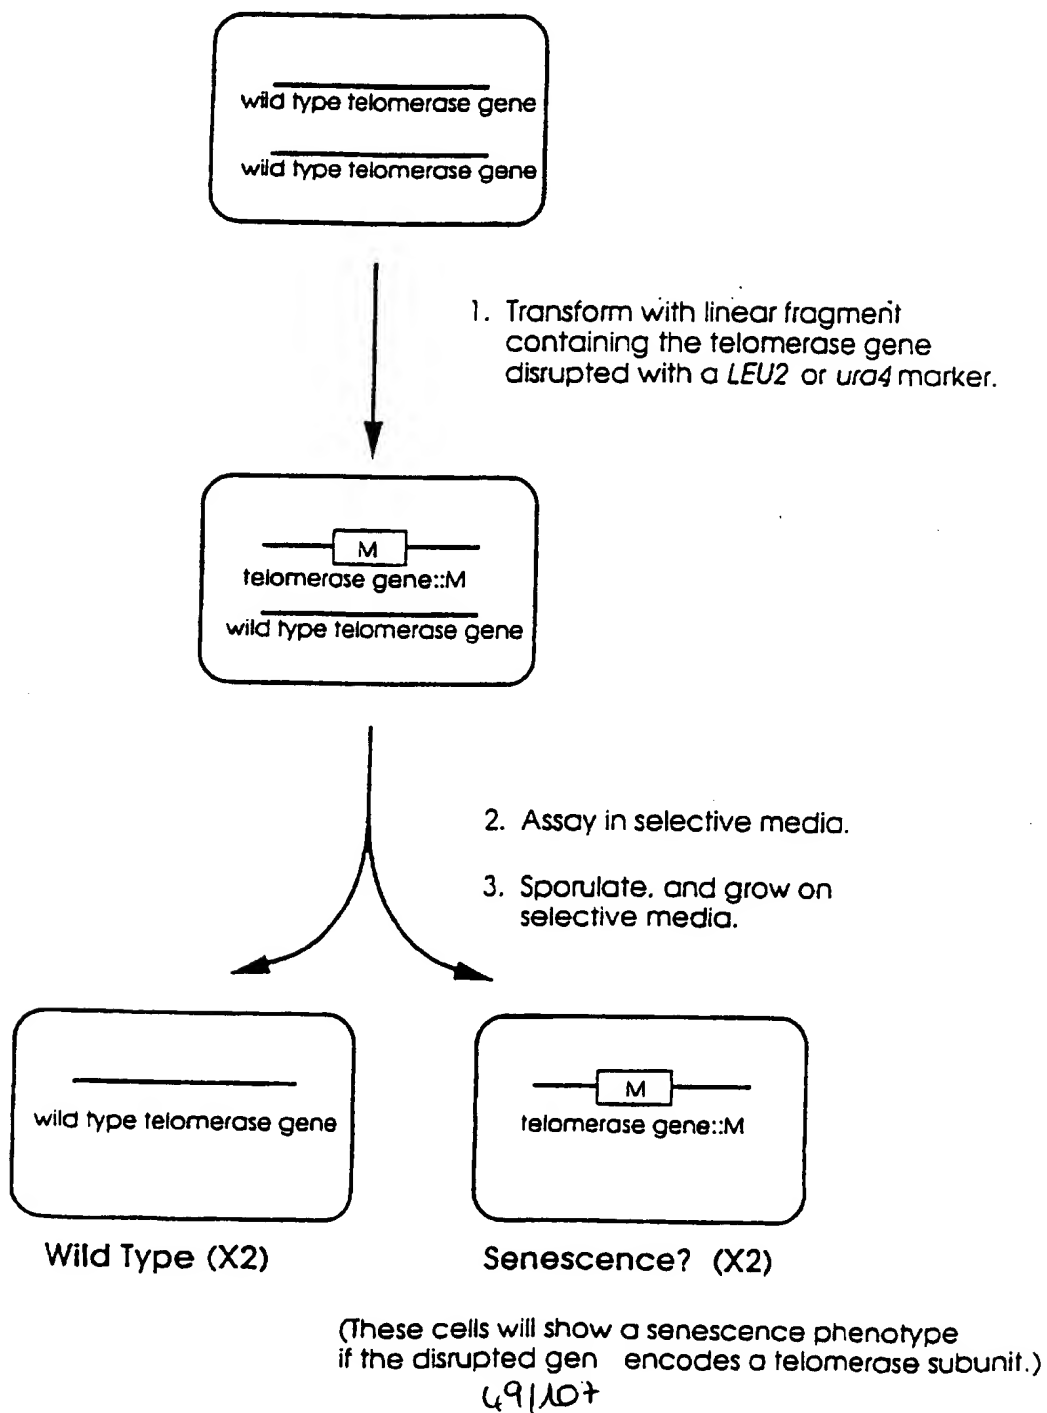 wild type telomerase gene
wild type telomerase gene
1. Transform with linear fragment
containing the telomerase gene
disrupted with a LEU2 or ura4 marker.
M
telomerase gene::M
wild type telomerase gene
2. Assay in selective media.
3. Sporulate, and grow on
selective media.
wild type telomerase gene
M
telomerase gene::M
Wild Type (X2)
Senescence? (X2)
(These cells will show a senescence phenotype
if the disrupted gen encodes a telomerase subunit.)
49/107